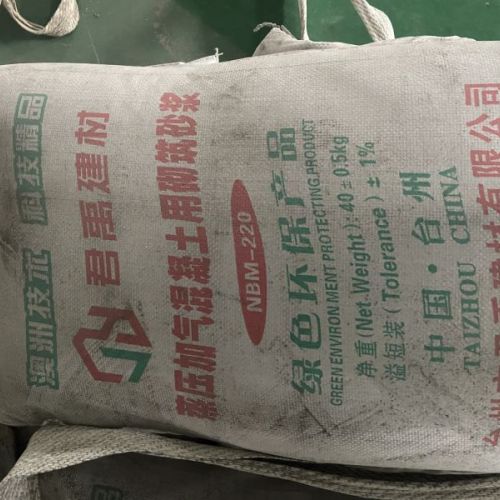 澳洲技术 科技精品
君禹建材
蒸压加气混凝土用砌筑砂浆
NBM-220
绿色环保产品
GREEN ENVIRONMENT PROTECTING.PRODUCT
净重(Net Weight):40±0.5kg
溢短装(Tolerance)±1%
中国·台州
TAIZHOU CHINA
材有限公司